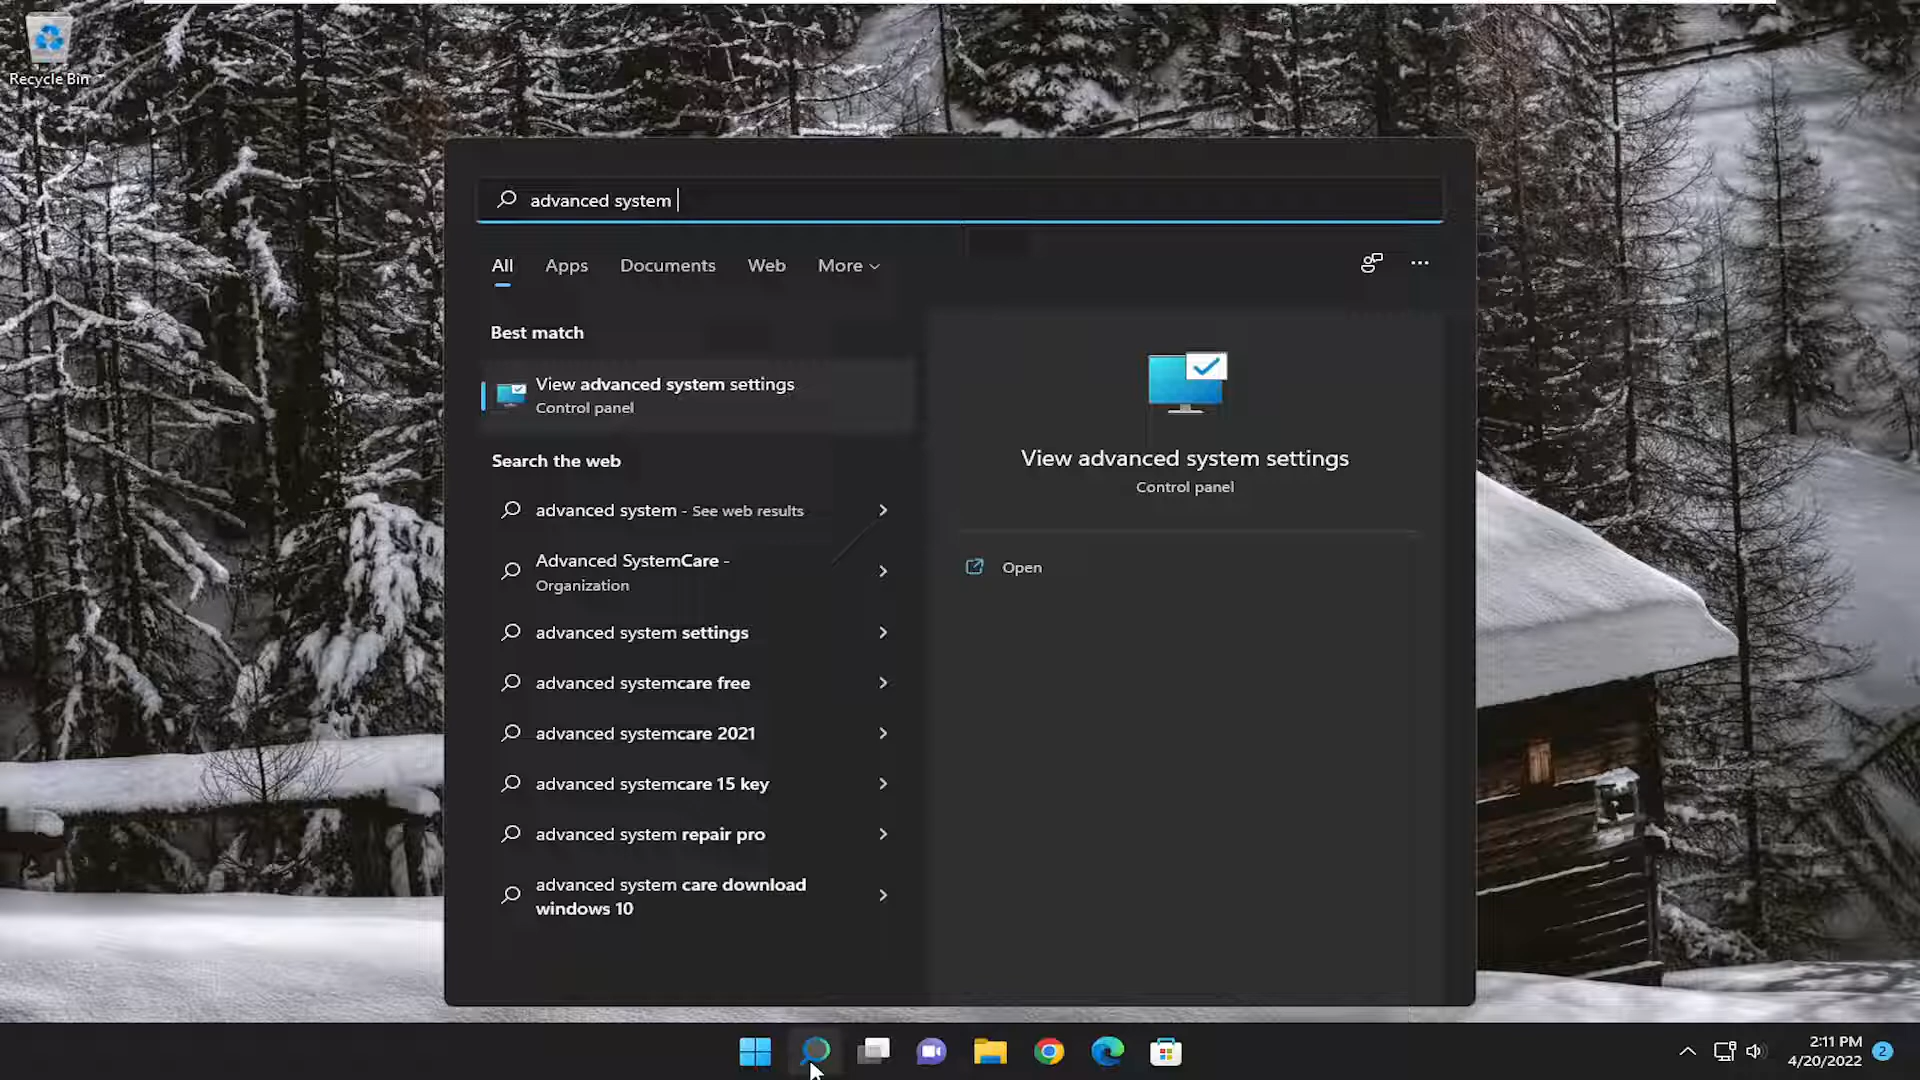 Recycle Bin
advanced system
All Apps Documents Web More
Best match
View advanced system settings
Control panel
Search the web
advanced system - See web results
Advanced SystemCare -
Organization
advanced system settings
advanced systemcare free
advanced systemcare 2021
advanced systemcare 15 key
advanced system repair pro
advanced system care download
windows 10
View advanced system settings
Control panel
Open
2:11 PM
4/20/2022
2